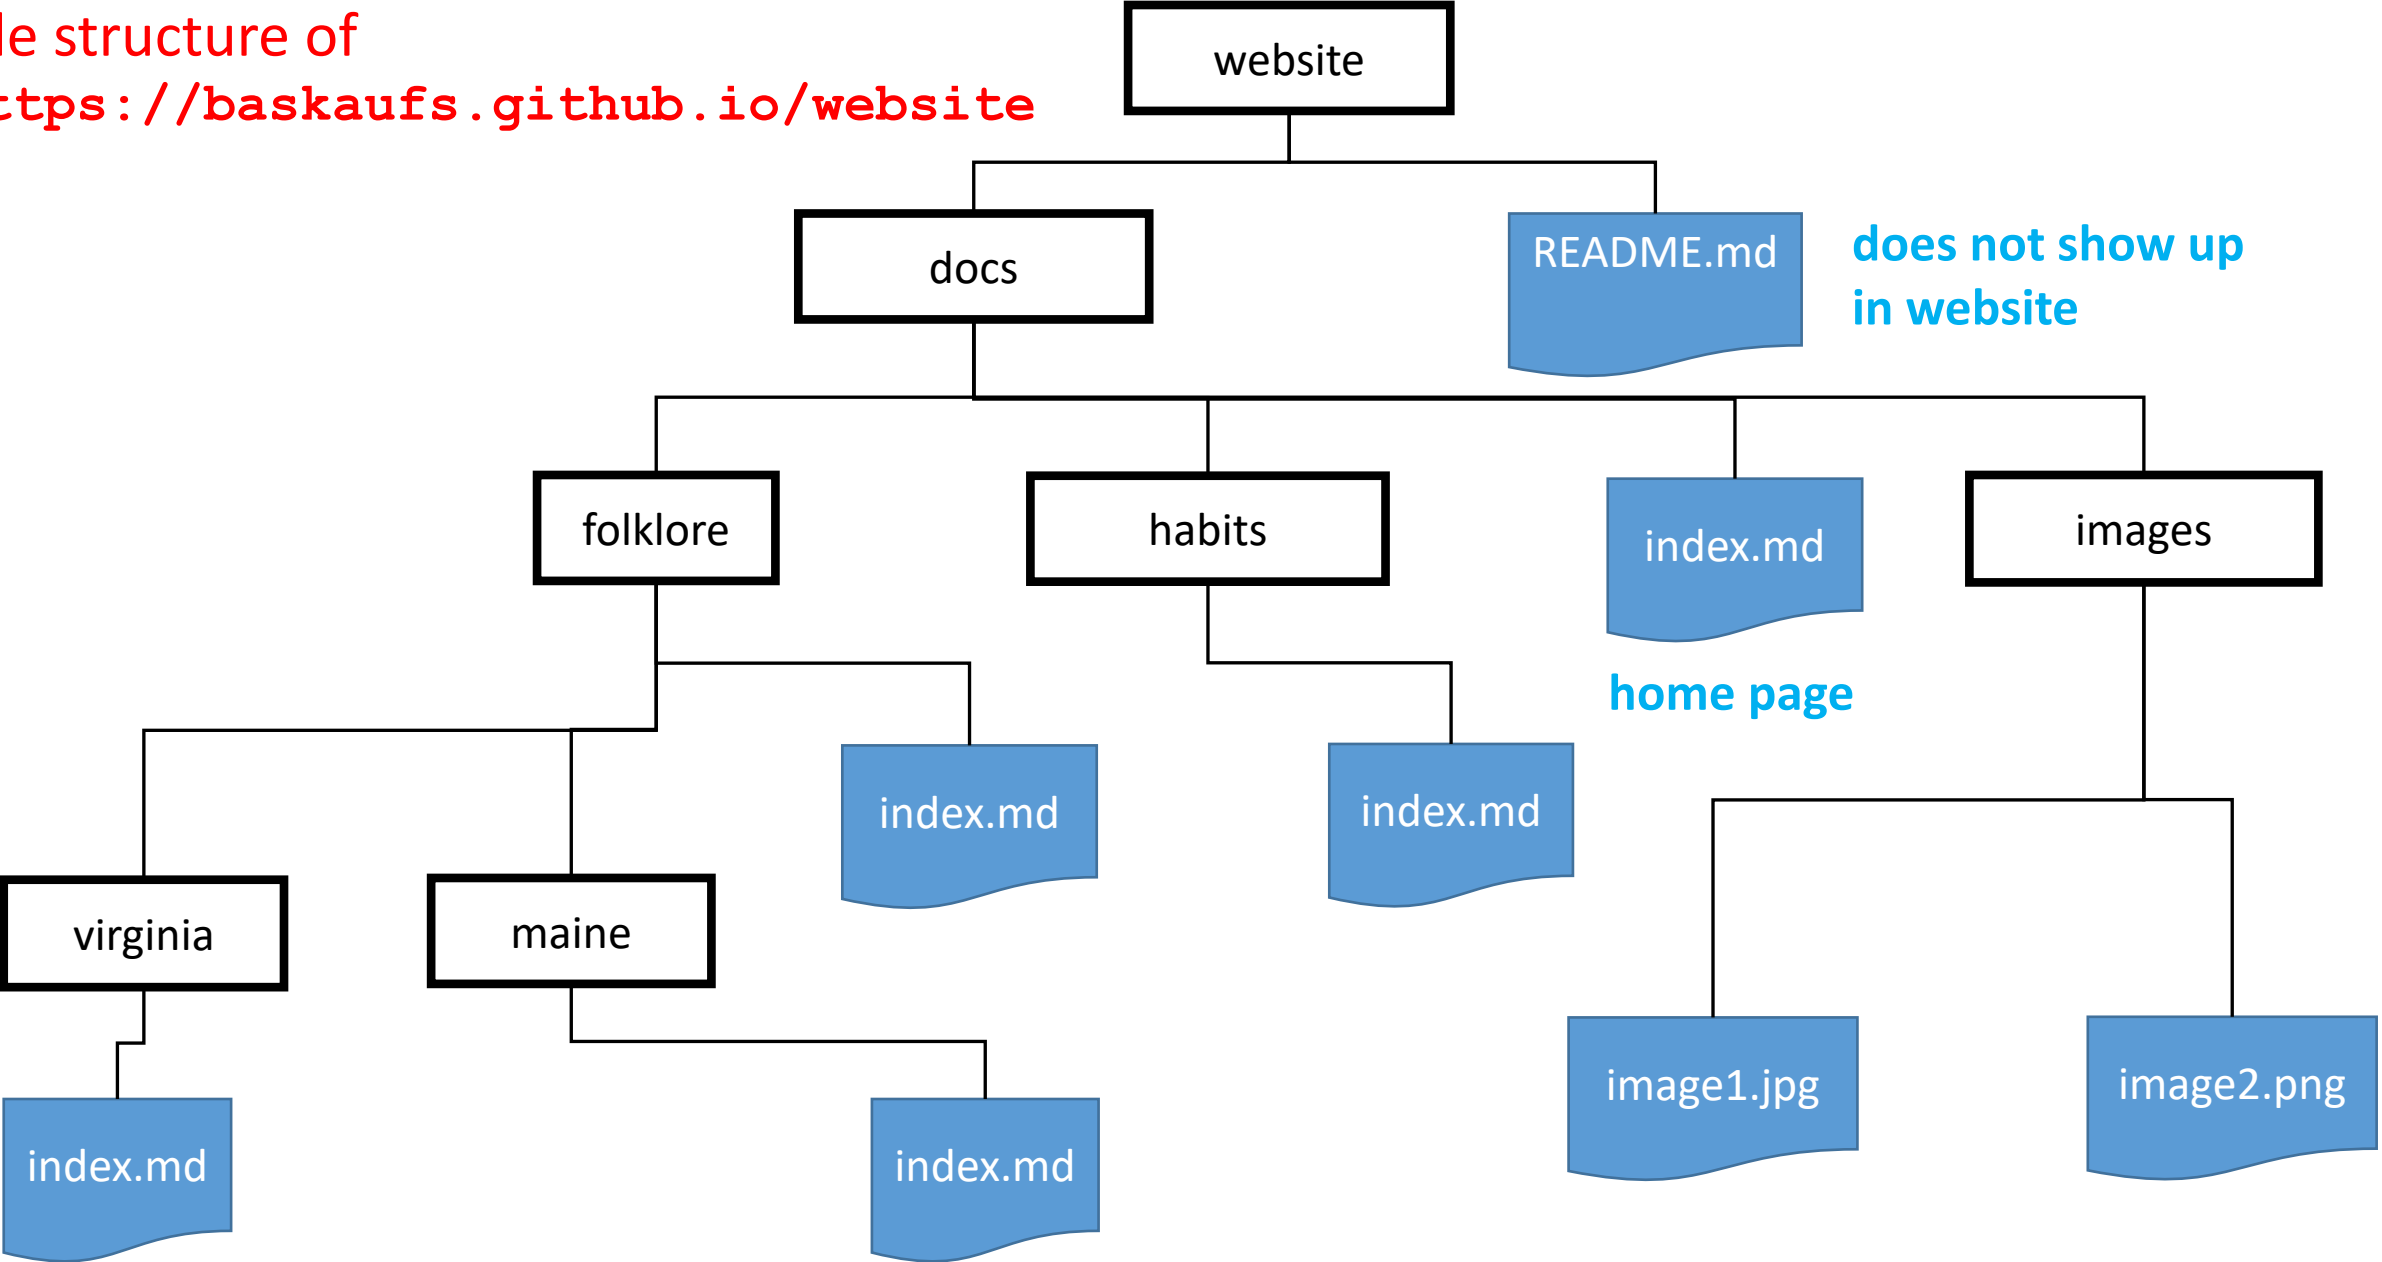 le structure of
ttps://baskaufs.github.io/website
website
docs
README.md
does not show up
in website
folklore
habits
index.md
images
home page
index.md
index.md
virginia
maine
image1.jpg
image2.png
index.md
index.md